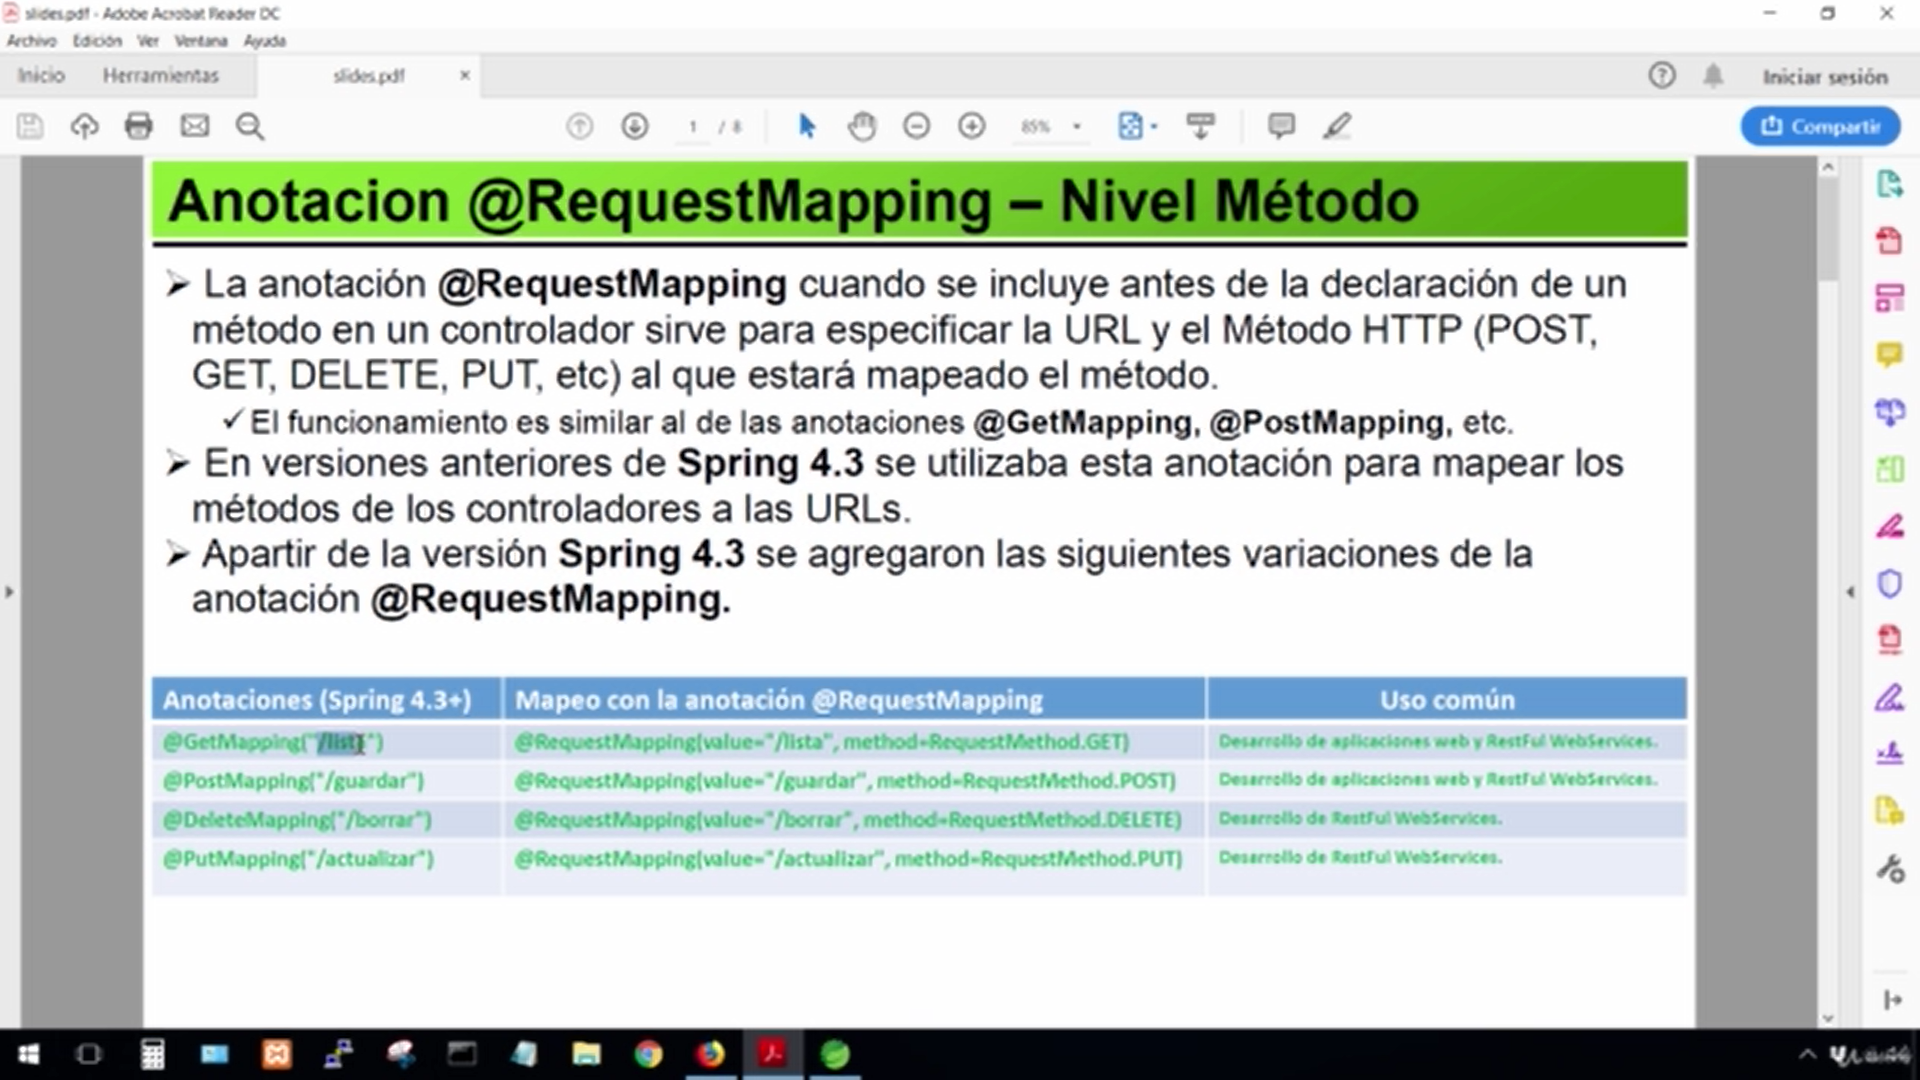 slides.pdf - Adobe Acrobat Reader DC
Archivo Edición Ver Ventana Ayuda
Inicio Herramientas slides.pdf × Iniciar sesión
1 / 8 85% Compartir
Anotacion @RequestMapping – Nivel Método
➢ La anotación @RequestMapping cuando se incluye antes de la declaración de un
método en un controlador sirve para especificar la URL y el Método HTTP (POST,
GET, DELETE, PUT, etc) al que estará mapeado el método.
✓ El funcionamiento es similar al de las anotaciones @GetMapping, @PostMapping, etc.
➢ En versiones anteriores de Spring 4.3 se utilizaba esta anotación para mapear los
métodos de los controladores a las URLs.
➢ Apartir de la versión Spring 4.3 se agregaron las siguientes variaciones de la
anotación @RequestMapping.
Anotaciones (Spring 4.3+) Mapeo con la anotación @RequestMapping Uso común
@GetMapping("/lista") @RequestMapping(value="/lista", method=RequestMethod.GET) Desarrollo de aplicaciones web y RestFul WebServices.
@PostMapping("/guardar") @RequestMapping(value="/guardar", method=RequestMethod.POST) Desarrollo de aplicaciones web y RestFul WebServices.
@DeleteMapping("/borrar") @RequestMapping(value="/borrar", method=RequestMethod.DELETE) Desarrollo de RestFul WebServices.
@PutMapping("/actualizar") @RequestMapping(value="/actualizar", method=RequestMethod.PUT) Desarrollo de RestFul WebServices.